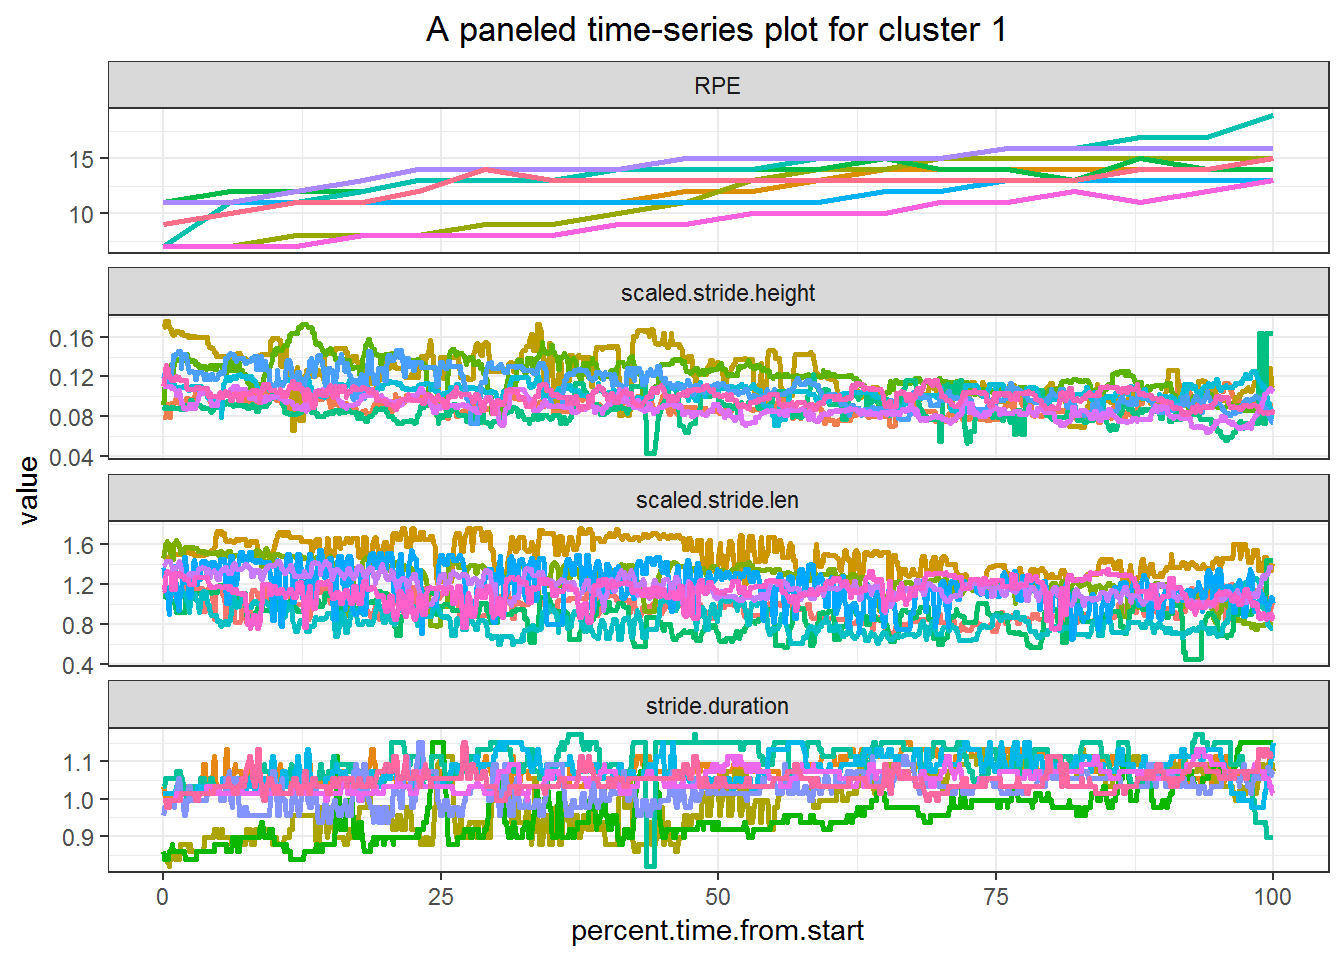 A paneled time-series plot for cluster 1
RPE
15
10
scaled.stride.height
0.16
0.12
0.08
0.04
value
scaled.stride.len
1.6
1.2
0.8
0.4
stride.duration
1.1
1.0
0.9
0 25 50 75 100
percent.time.from.start